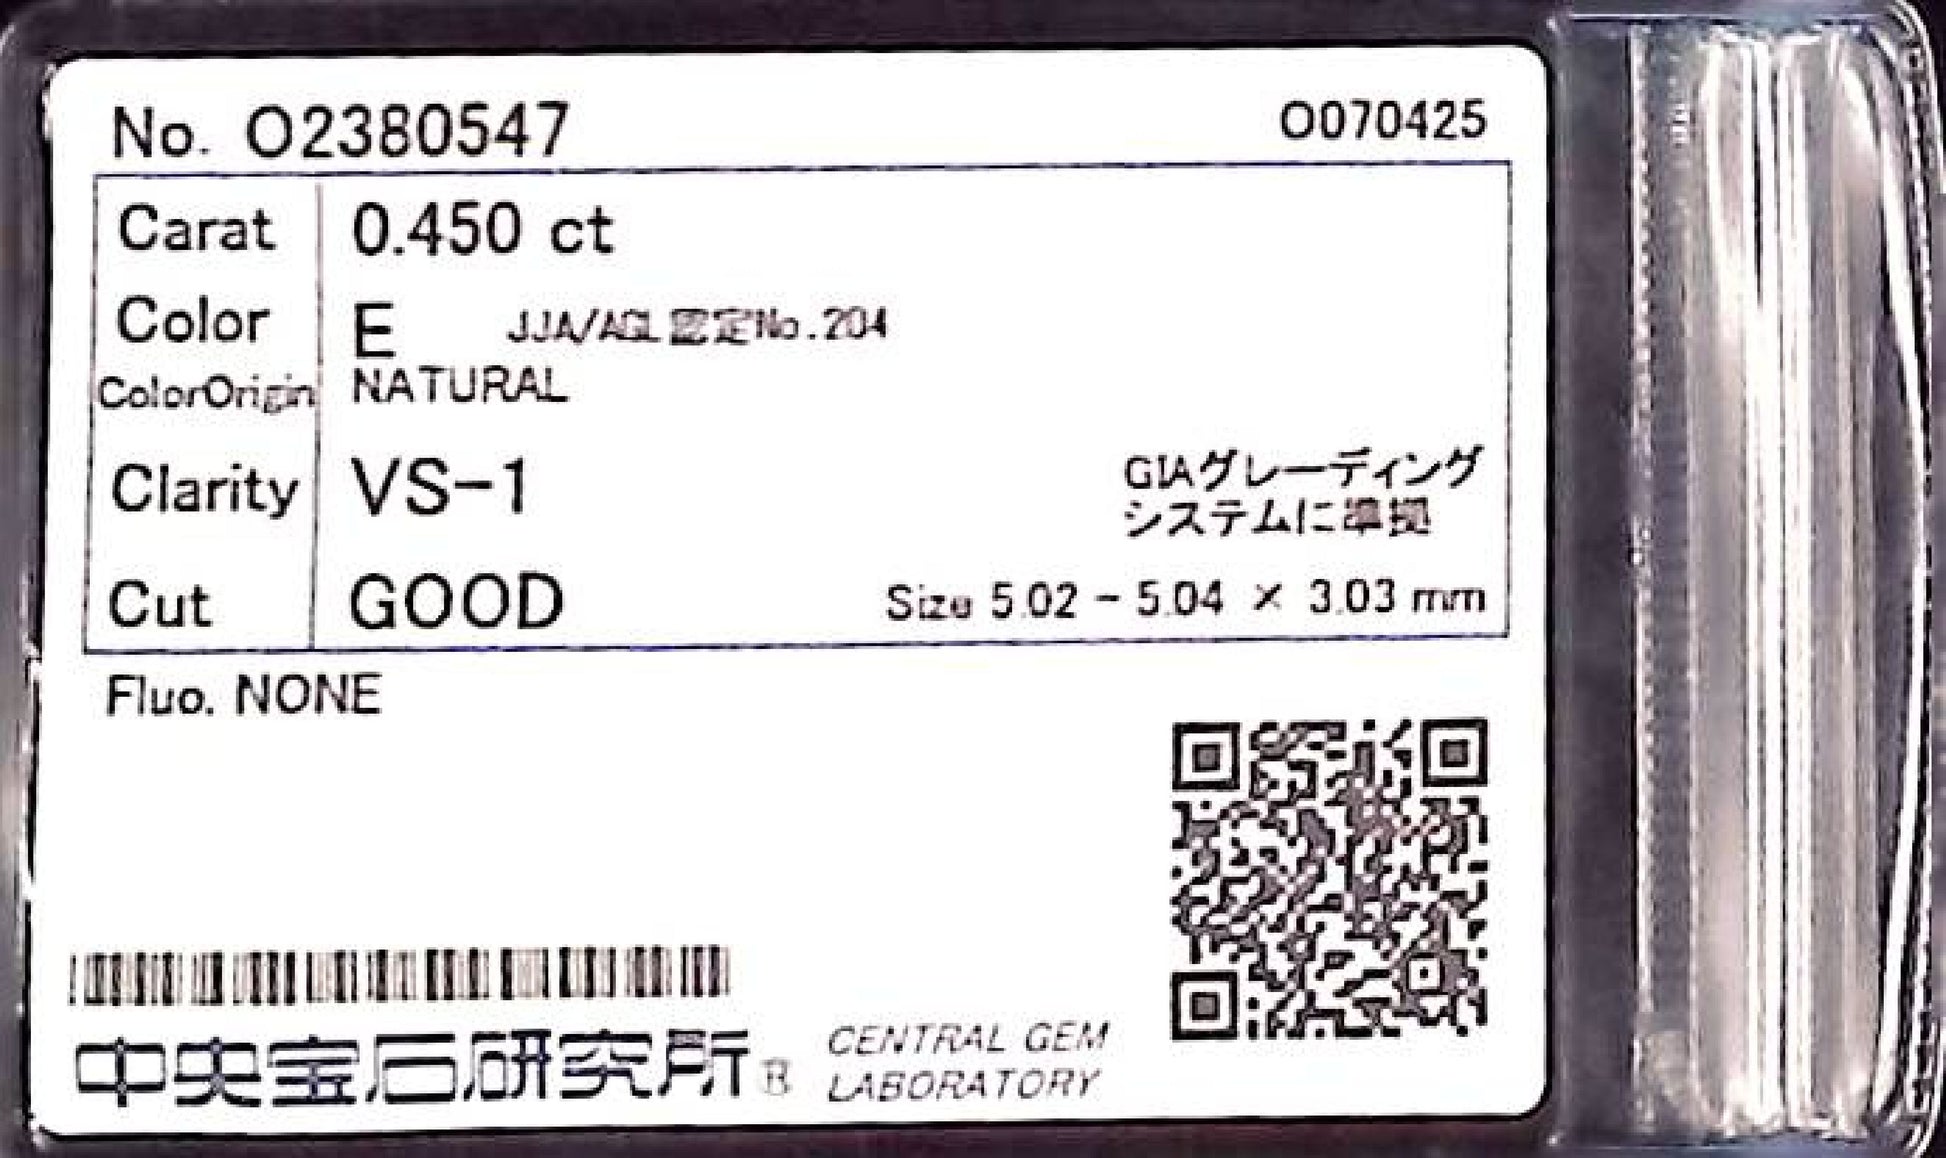 No. O2380547
O070425
Carat 0.450 ct
Color E JJA/AGL認定No.204
ColorOrigin NATURAL
Clarity VS-1
GIAグレーディング
システムに準拠
Cut GOOD
Size 5.02 - 5.04 × 3.03 mm
Fluo. NONE
中央宝石研究所®
CENTRAL GEM
LABORATORY